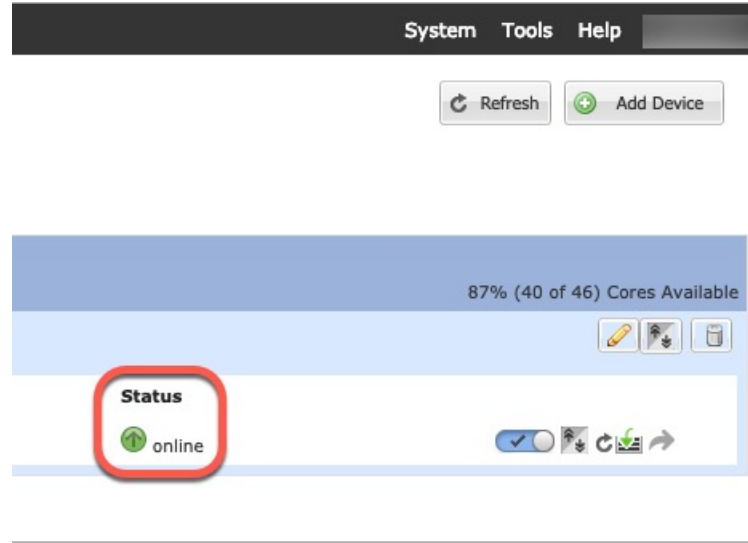 System Tools Help
Refresh Add Device
87% (40 of 46) Cores Available
Status
online